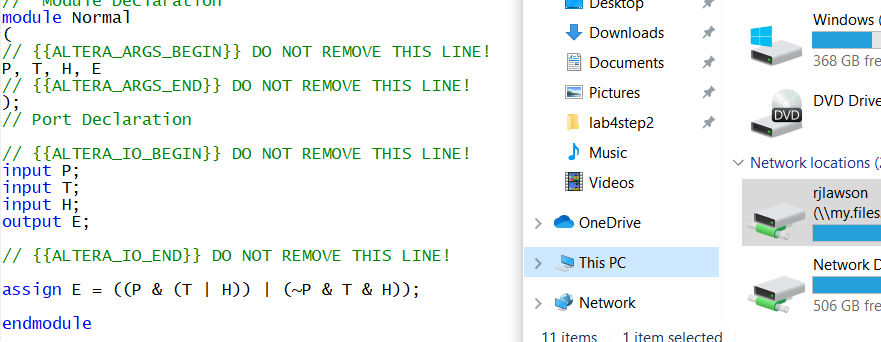 // Module Declaration
module Normal
(
// {{ALTERA_ARGS_BEGIN}} DO NOT REMOVE THIS LINE!
P, T, H, E
// {{ALTERA_ARGS_END}} DO NOT REMOVE THIS LINE!
);
// Port Declaration
// {{ALTERA_IO_BEGIN}} DO NOT REMOVE THIS LINE!
input P;
input T;
input H;
output E;
// {{ALTERA_IO_END}} DO NOT REMOVE THIS LINE!
assign E = ((P & (T | H)) | (~P & T & H));
endmodule
Desktop
Downloads
Documents
Pictures
lab4step2
Music
Videos
OneDrive
This PC
Network
11 items 1 item selected
Windows (
368 GB fre
DVD Drive
DVD
Network locations (2
rjlawson
(\\my.files.
Network D
506 GB fre